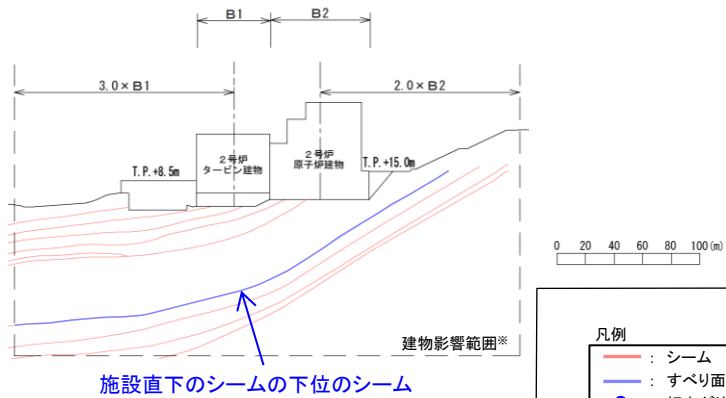 B1
B2
3.0×B1
2.0×B2
2号炉
タービン建物
2号炉
原子炉建物
T.P.+8.5m
T.P.+15.0m
0 20 40 60 80 100(m)
建物影響範囲※
施設直下のシームの下位のシーム
凡例
：シーム
：すべり面